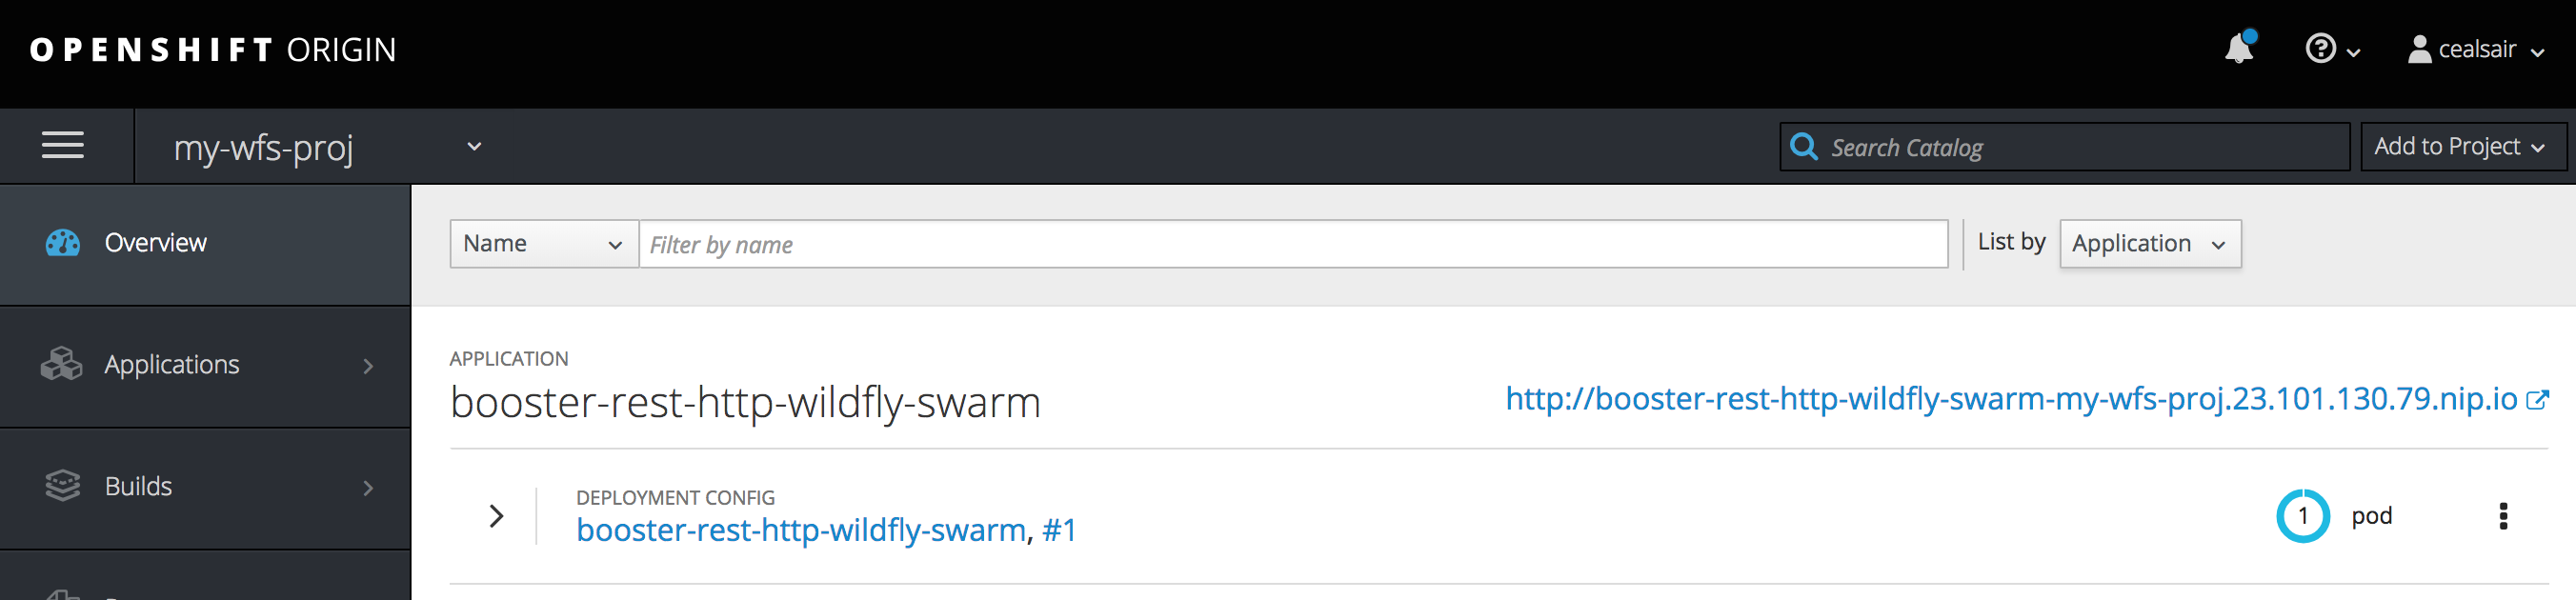 OPENSHIFT ORIGIN
cealsair
my-wfs-proj
Search Catalog
Add to Project
Overview
Name
Filter by name
List by
Application
Applications
APPLICATION
booster-rest-http-wildfly-swarm
http://booster-rest-http-wildfly-swarm-my-wfs-proj.23.101.130.79.nip.io
Builds
DEPLOYMENT CONFIG
booster-rest-http-wildfly-swarm, #1
1 pod